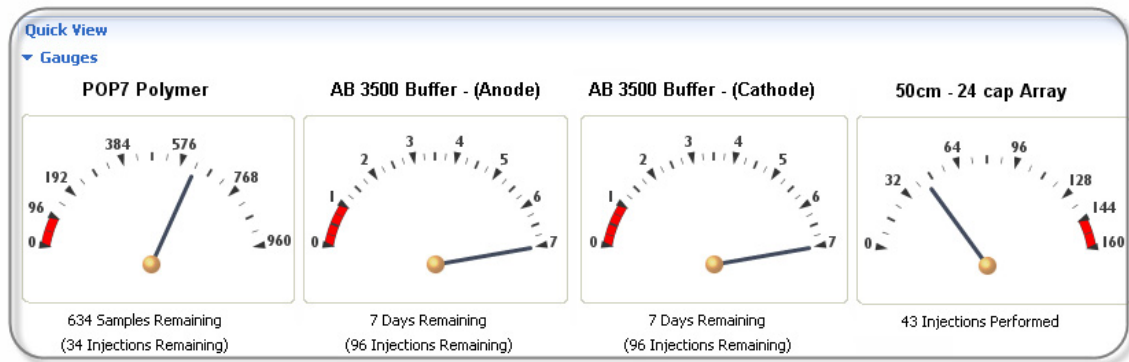 Quick View
Gauges
POP7 Polymer
0
96
192
384
576
768
960
634 Samples Remaining
(34 Injections Remaining)
AB 3500 Buffer - (Anode)
0
1
2
3
4
5
6
7
7 Days Remaining
(96 Injections Remaining)
AB 3500 Buffer - (Cathode)
0
1
2
3
4
5
6
7
7 Days Remaining
(96 Injections Remaining)
50cm - 24 cap Array
0
32
64
96
128
144
160
43 Injections Performed